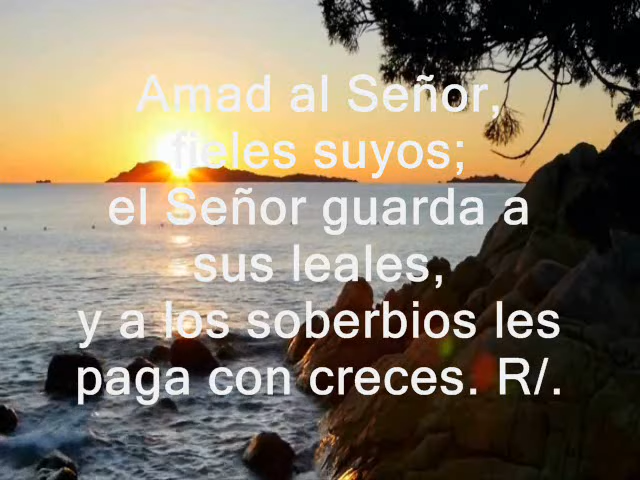 Amad al Señor,
fieles suyos;
el Señor guarda a
sus leales,
y a los soberbios les
paga con creces. R/.